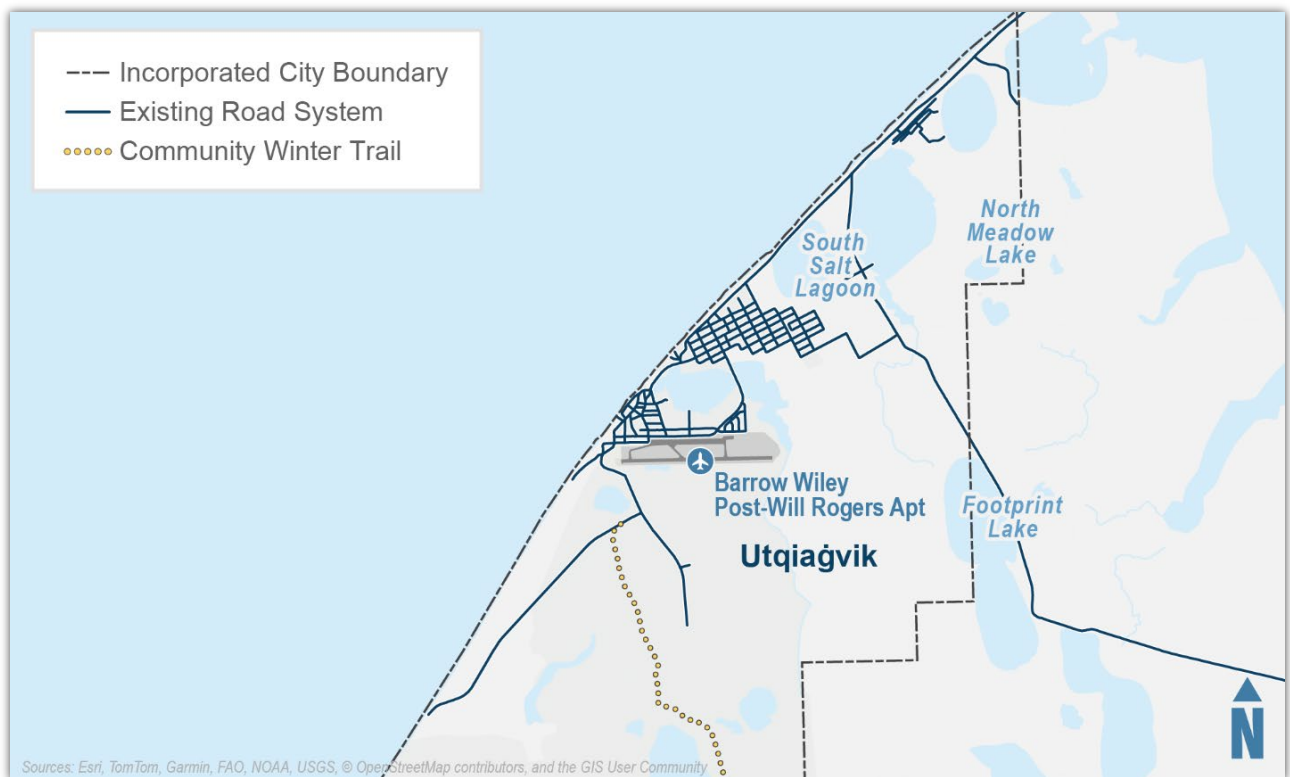 Incorporated City Boundary
Existing Road System
Community Winter Trail
North
Meadow
Lake
South
Salt
Lagoon
Barrow Wiley
Post-Will Rogers Apt
Footprint
Lake
Utqiaġvik
N
Sources: Esri, TomTom, Garmin, FAO, NOAA, USGS, © OpenStreetMap contributors, and the GIS User Community